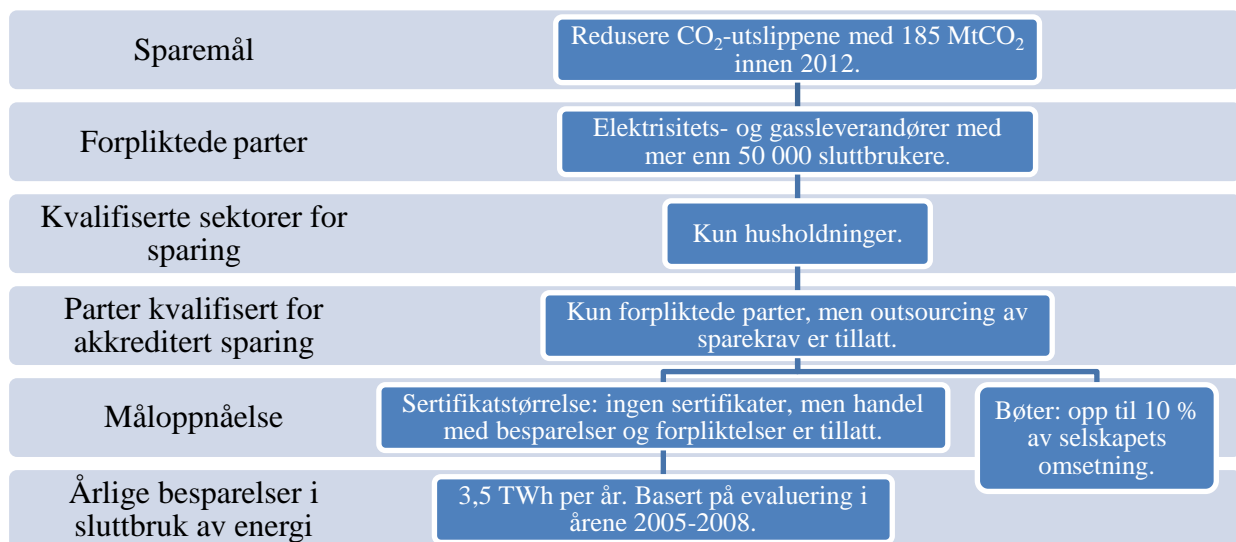 Sparemål
Redusere CO₂-utslippene med 185 MtCO₂
innen 2012.
Forpliktede parter
Elektrisitets- og gassleverandører med
mer enn 50 000 sluttbrukere.
Kvalifiserte sektorer for
sparing
Kun husholdninger.
Parter kvalifisert for
akkreditert sparing
Kun forpliktede parter, men outsourcing av
sparekrav er tillatt.
Måloppnåelse
Sertifikatstørrelse: ingen sertifikater, men handel
med besparelser og forpliktelser er tillatt.
Bøter: opp til 10 %
av selskapets
omsetning.
Årlige besparelser i
sluttbruk av energi
3,5 TWh per år. Basert på evaluering i
årene 2005-2008.